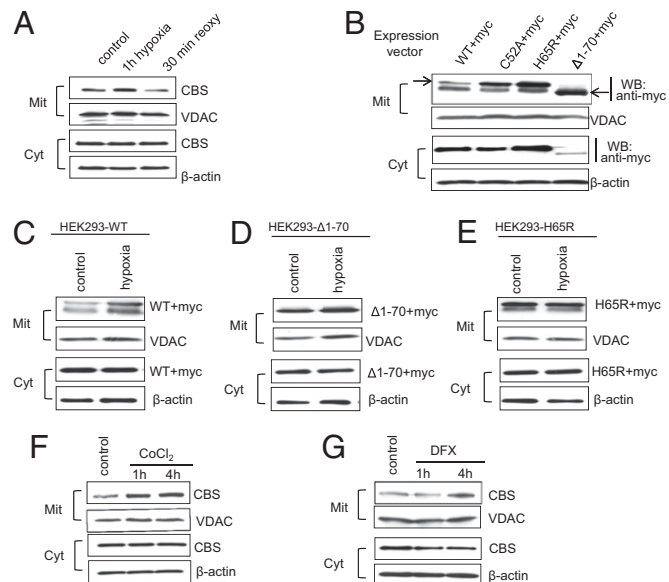 A
control
1h hypoxia
30 min reoxy
Mit
CBS
VDAC
Cyt
CBS
β-actin
B
Expression vector
WT+myc
C52A+myc
H65R+myc
Δ1-70+myc
Mit
WB: anti-myc
VDAC
Cyt
WB: anti-myc
β-actin
C
HEK293-WT
control
hypoxia
Mit
WT+myc
VDAC
Cyt
WT+myc
β-actin
D
HEK293-Δ1-70
control
hypoxia
Mit
Δ1-70+myc
VDAC
Cyt
Δ1-70+myc
β-actin
E
HEK293-H65R
control
hypoxia
Mit
H65R+myc
VDAC
Cyt
H65R+myc
β-actin
F
control
CoCl₂
1h 4h
Mit
CBS
VDAC
Cyt
CBS
β-actin
G
control
DFX
1h 4h
Mit
CBS
VDAC
Cyt
CBS
β-actin